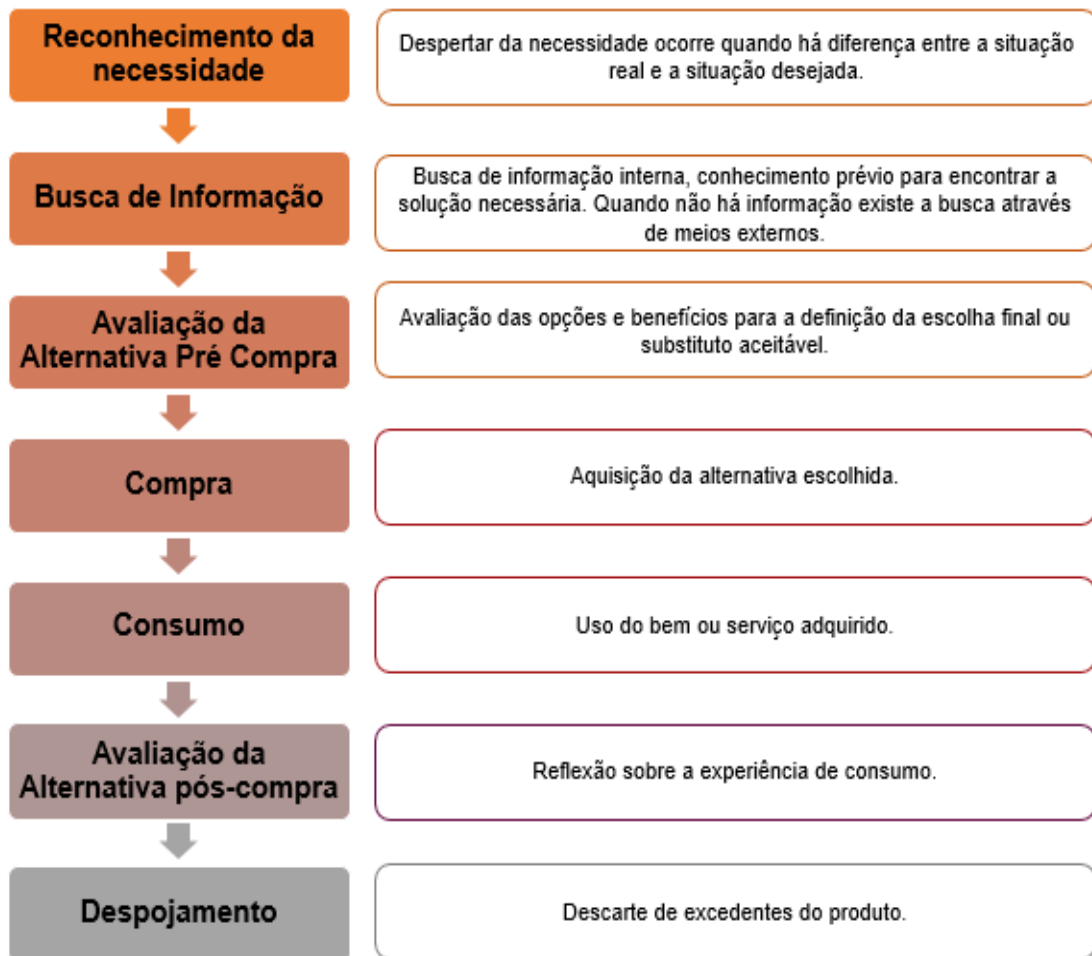 Reconhecimento da
necessidade
Despertar da necessidade ocorre quando há diferença entre a situação
real e a situação desejada.
Busca de Informação
Busca de informação interna, conhecimento prévio para encontrar a
solução necessária. Quando não há informação existe a busca através
de meios externos.
Avaliação da
Alternativa Pré Compra
Avaliação das opções e benefícios para a definição da escolha final ou
substituto aceitável.
Compra
Aquisição da alternativa escolhida.
Consumo
Uso do bem ou serviço adquirido.
Avaliação da
Alternativa pós-compra
Reflexão sobre a experiência de consumo.
Despojamento
Descarte de excedentes do produto.